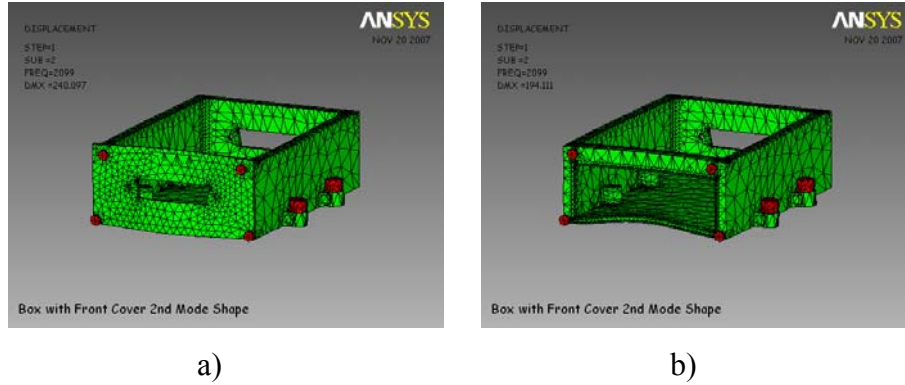 DISPLACEMENT
STEP=1
SUB =2
FREQ=2099
DMX =240.097
ANSYS
NOV 20 2007
Box with Front Cover 2nd Mode Shape
a)
DISPLACEMENT
STEP=1
SUB =2
FREQ=2099
DMX =194.111
ANSYS
NOV 20 2007
Box with Front Cover 2nd Mode Shape
b)